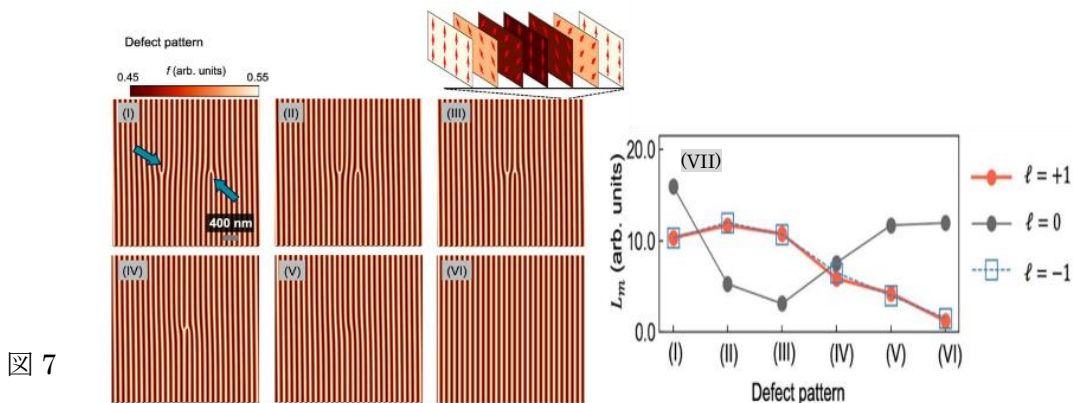 Defect pattern
f (arb. units)
0.45 0.55
(I) (II) (III)
400 nm
(IV) (V) (VI)
図 7
(VII)
20.0
10.0
0.0
Lm (arb. units)
(I) (II) (III) (IV) (V) (VI)
Defect pattern
ℓ = +1
ℓ = 0
ℓ = −1